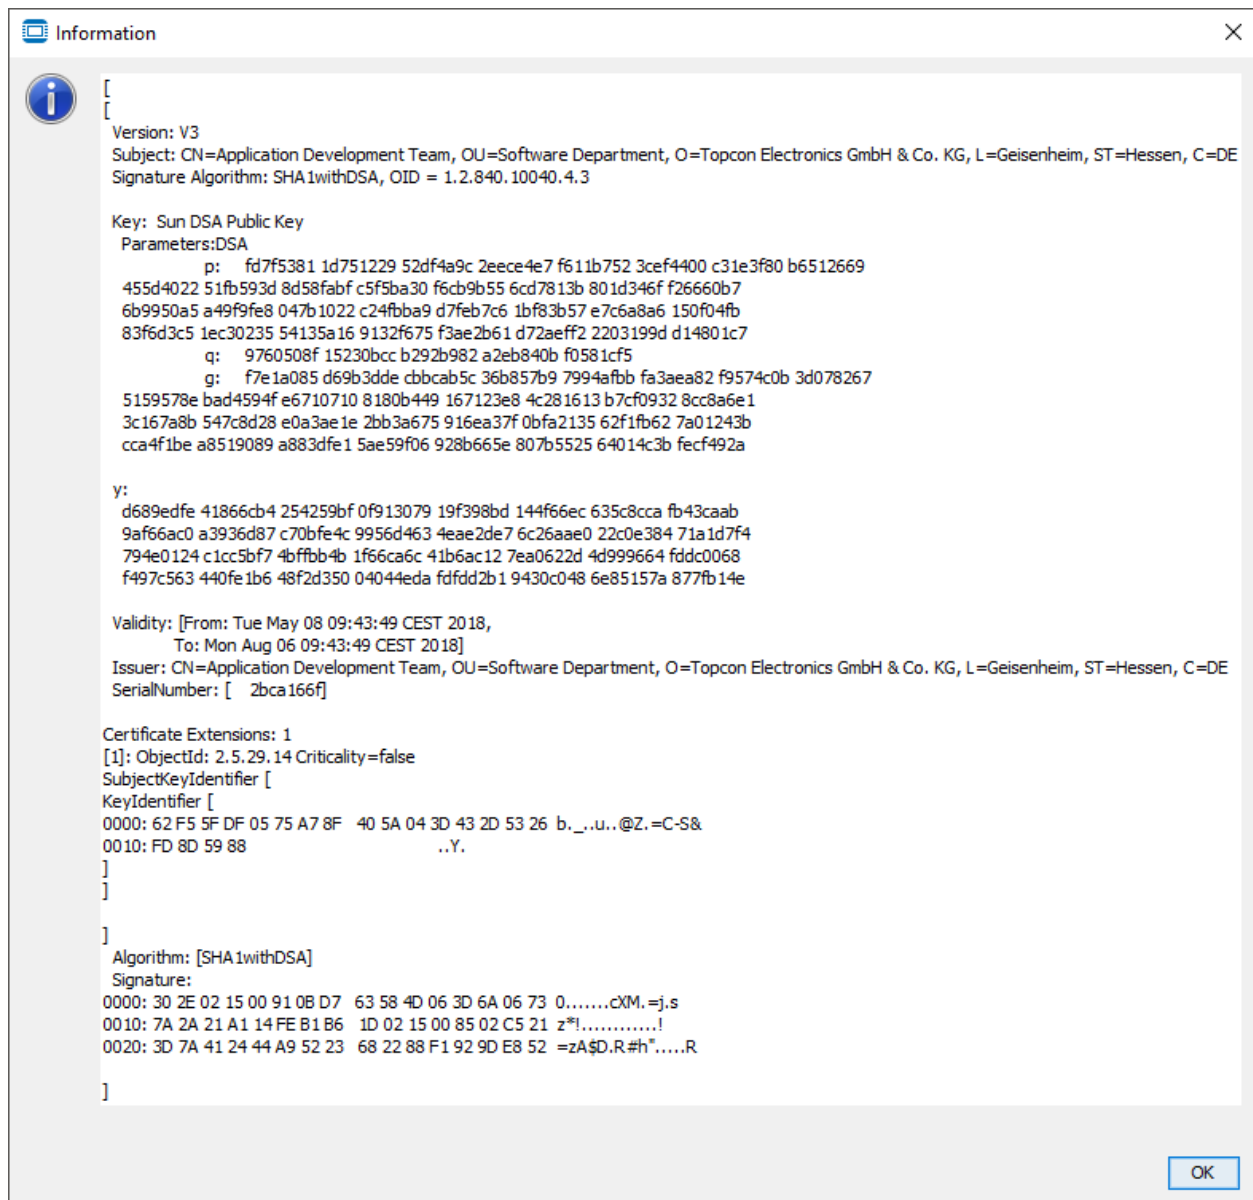 Information
[
[
Version: V3
Subject: CN=Application Development Team, OU=Software Department, O=Topcon Electronics GmbH & Co. KG, L=Geisenheim, ST=Hessen, C=DE
Signature Algorithm: SHA1withDSA, OID = 1.2.840.10040.4.3
Key: Sun DSA Public Key
Parameters:DSA
p: fd7f5381 1d751229 52df4a9c 2eece4e7 f611b752 3cef4400 c31e3f80 b6512669
455d4022 51fb593d 8d58fabf c5f5ba30 f6cb9b55 6cd7813b 801d346f f26660b7
6b9950a5 a49f9fe8 047b1022 c24fbba9 d7feb7c6 1bf83b57 e7c6a8a6 150f04fb
83f6d3c5 1ec30235 54135a16 9132f675 f3ae2b61 d72aeff2 2203199d d14801c7
q: 9760508f 15230bcc b292b982 a2eb840b f0581cf5
g: f7e1a085 d69b3dde cbbcab5c 36b857b9 7994afbb fa3aea82 f9574c0b 3d078267
5159578e bad4594f e6710710 8180b449 167123e8 4c281613 b7cf0932 8cc8a6e1
3c167a8b 547c8d28 e0a3ae1e 2bb3a675 916ea37f 0bfa2135 62f1fb62 7a01243b
cca4f1be a8519089 a883dfe1 5ae59f06 928b665e 807b5525 64014c3b fecf492a
y:
d689edfe 41866cb4 254259bf 0f913079 19f398bd 144f66ec 635c8cca fb43caab
9af66ac0 a3936d87 c70bfe4c 9956d463 4eae2de7 6c26aae0 22c0e384 71a1d7f4
794e0124 c1cc5bf7 4bffbb4b 1f66ca6c 41b6ac12 7ea0622d 4d999664 fddc0068
f497c563 440fe1b6 48f2d350 04044eda fdfdd2b1 9430c048 6e85157a 877fb14e
Validity: [From: Tue May 08 09:43:49 CEST 2018,
To: Mon Aug 06 09:43:49 CEST 2018]
Issuer: CN=Application Development Team, OU=Software Department, O=Topcon Electronics GmbH & Co. KG, L=Geisenheim, ST=Hessen, C=DE
SerialNumber: [ 2bca166f]
Certificate Extensions: 1
[1]: ObjectId: 2.5.29.14 Criticality=false
SubjectKeyIdentifier [
KeyIdentifier [
0000: 62 F5 5F DF 05 75 A7 8F 40 5A 04 3D 43 2D 53 26 b._..u..@Z.=C-S&
0010: FD 8D 59 88 ..Y.
]
]
]
Algorithm: [SHA1withDSA]
Signature:
0000: 30 2E 02 15 00 91 0B D7 63 58 4D 06 3D 6A 06 73 0.......cXM.=j.s
0010: 7A 2A 21 A1 14 FE B1 B6 1D 02 15 00 85 02 C5 21 z*!............!
0020: 3D 7A 41 24 44 A9 52 23 68 22 88 F1 92 9D E8 52 =zA$D.R#h".....R
]
OK